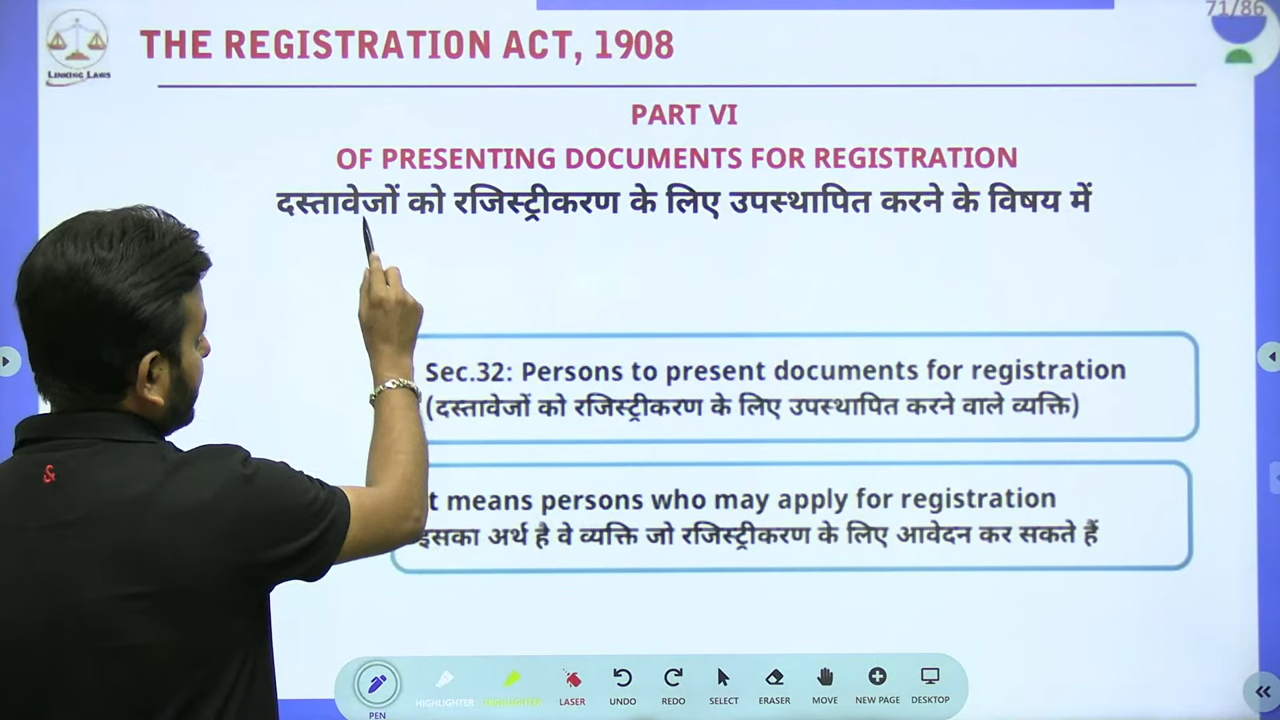 71/86
LINKING LAWS
THE REGISTRATION ACT, 1908
PART VI
OF PRESENTING DOCUMENTS FOR REGISTRATION
दस्तावेजों को रजिस्ट्रीकरण के लिए उपस्थापित करने के विषय में
Sec.32: Persons to present documents for registration
(दस्तावेजों को रजिस्ट्रीकरण के लिए उपस्थापित करने वाले व्यक्ति)
t means persons who may apply for registration
इसका अर्थ है वे व्यक्ति जो रजिस्ट्रीकरण के लिए आवेदन कर सकते हैं
PEN
HIGHLIGHTER
HIGHLIGHTER
LASER
UNDO
REDO
SELECT
ERASER
MOVE
NEW PAGE
DESKTOP